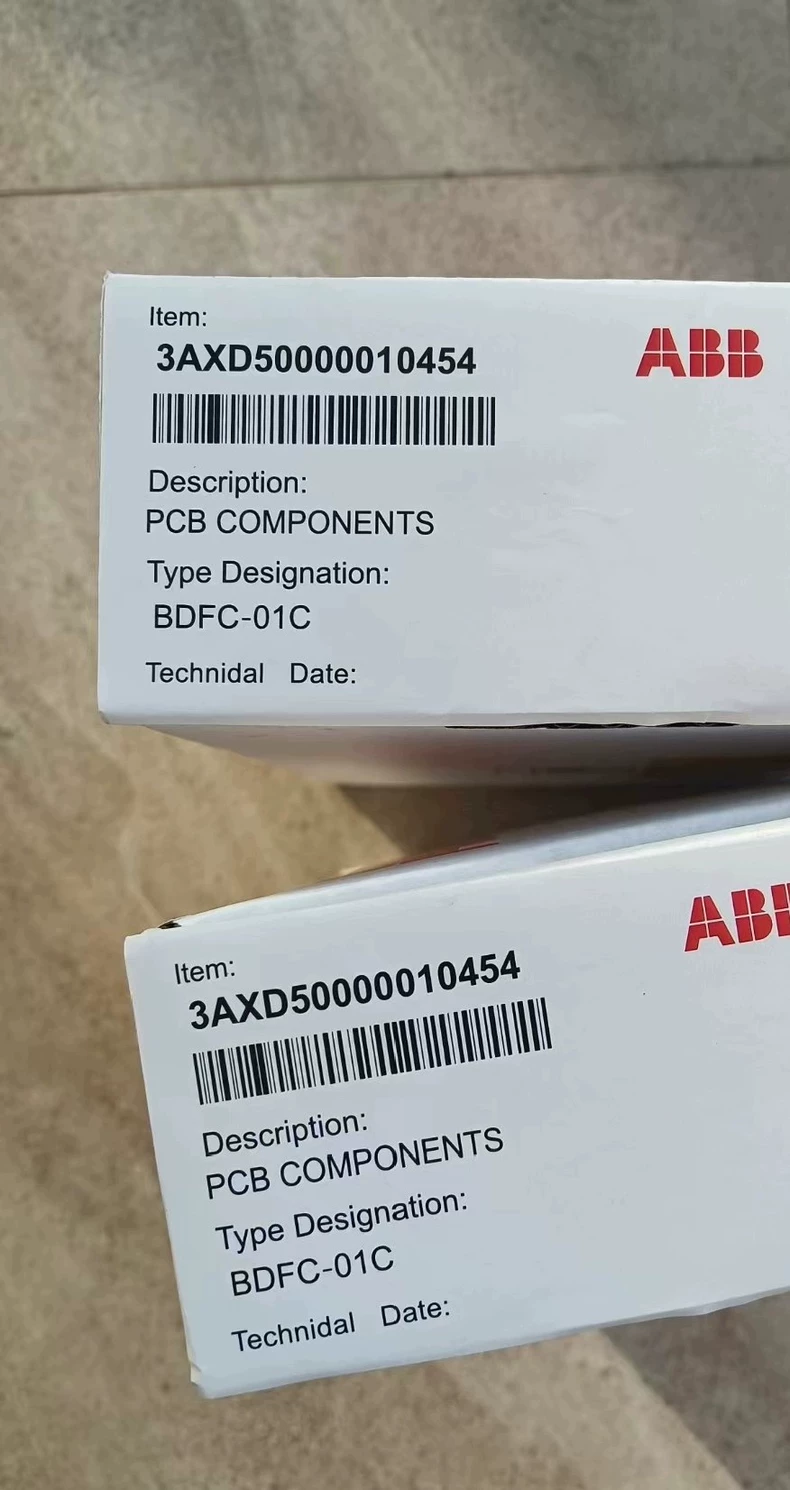 Item:
ABB
3AXD50000010454
Description:
PCB COMPONENTS
Type Designation:
BDFC-01C
Technidal Date:
Item:
ABB
3AXD50000010454
Description:
PCB COMPONENTS
Type Designation:
BDFC-01C
Technidal Date: